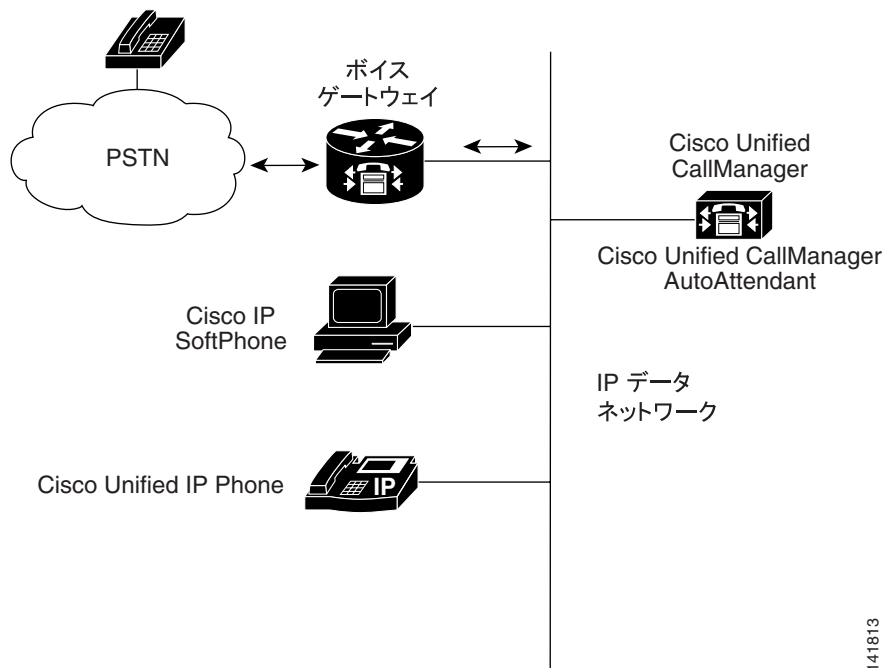 ボイス
ゲートウェイ
PSTN
Cisco Unified
CallManager
Cisco Unified CallManager
AutoAttendant
Cisco IP
SoftPhone
IP データ
ネットワーク
Cisco Unified IP Phone
IP
141813